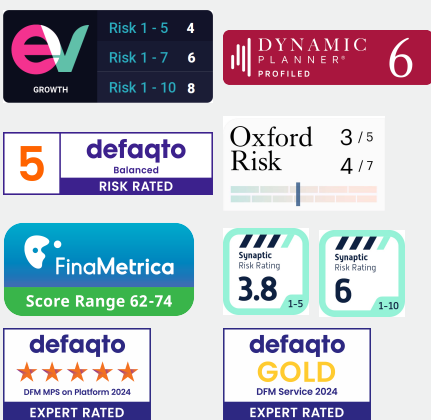 ev
GROWTH
Risk 1 - 5 4
Risk 1 - 7 6
Risk 1 - 10 8
DYNAMIC
PLANNER®
PROFILED
6
5
defaqto
Balanced
RISK RATED
Oxford
Risk
3 / 5
4 / 7
FinaMetrica
Score Range 62-74
Synaptic
Risk Rating
3.8
1-5
Synaptic
Risk Rating
6
1-10
defaqto
DFM MPS on Platform 2024
EXPERT RATED
defaqto
GOLD
DFM Service 2024
EXPERT RATED